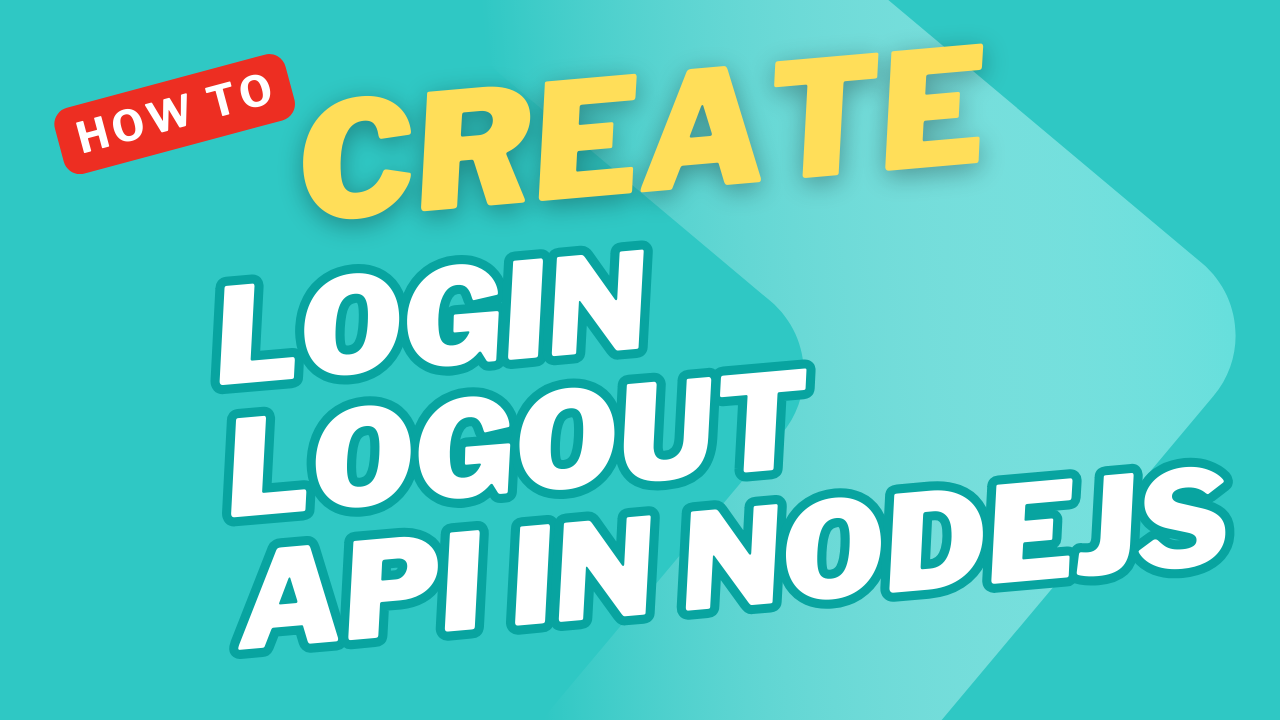 HOW TO
CREATE
LOGIN
LOGOUT
API IN NODEJS